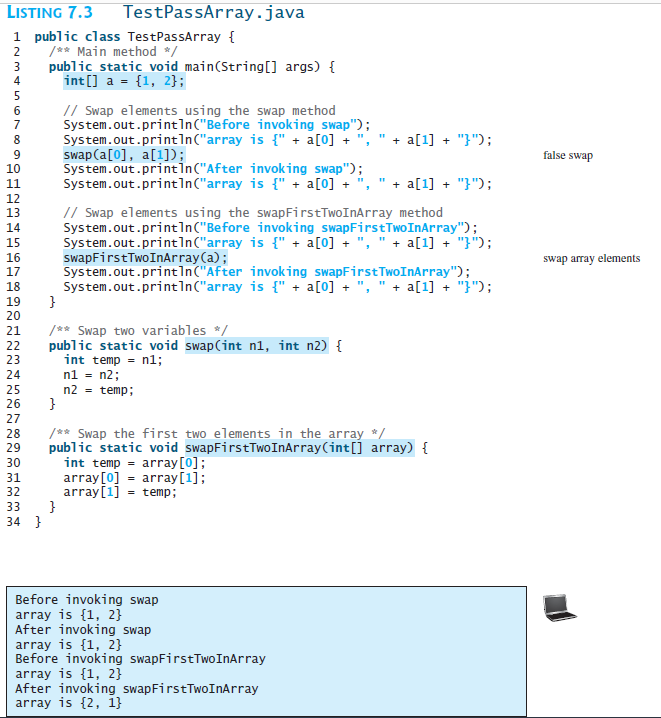 LISTING 7.3 TestPassArray.java
1 public class TestPassArray {
2 /** Main method */
3 public static void main(String[] args) {
4 int[] a = {1, 2};
5
6 // Swap elements using the swap method
7 System.out.println("Before invoking swap");
8 System.out.println("array is {" + a[0] + ", " + a[1] + "}");
9 swap(a[0], a[1]); false swap
10 System.out.println("After invoking swap");
11 System.out.println("array is {" + a[0] + ", " + a[1] + "}");
12
13 // Swap elements using the swapFirstTwoInArray method
14 System.out.println("Before invoking swapFirstTwoInArray");
15 System.out.println("array is {" + a[0] + ", " + a[1] + "}");
16 swapFirstTwoInArray(a); swap array elements
17 System.out.println("After invoking swapFirstTwoInArray");
18 System.out.println("array is {" + a[0] + ", " + a[1] + "}");
19 }
20
21 /** Swap two variables */
22 public static void swap(int n1, int n2) {
23 int temp = n1;
24 n1 = n2;
25 n2 = temp;
26 }
27
28 /** Swap the first two elements in the array */
29 public static void swapFirstTwoInArray(int[] array) {
30 int temp = array[0];
31 array[0] = array[1];
32 array[1] = temp;
33 }
34 }
Before invoking swap
array is {1, 2}
After invoking swap
array is {1, 2}
Before invoking swapFirstTwoInArray
array is {1, 2}
After invoking swapFirstTwoInArray
array is {2, 1}